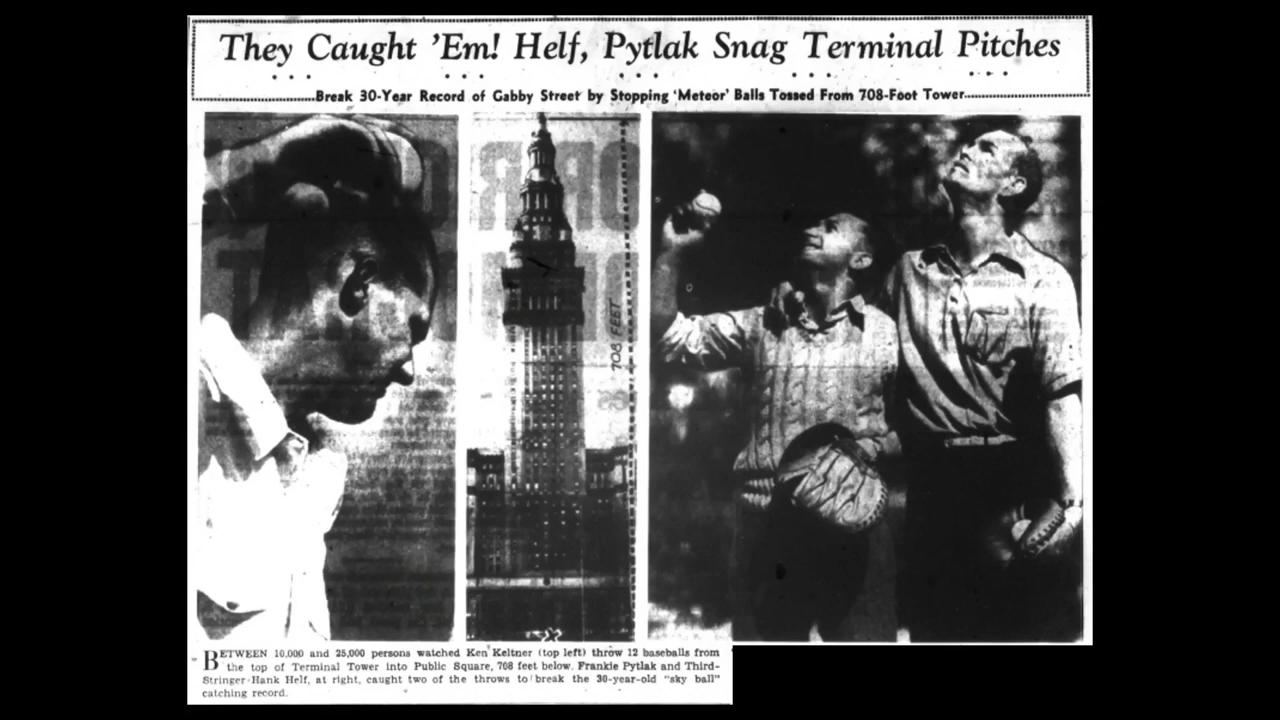 They Caught 'Em! Helf, Pytlak Snag Terminal Pitches
Break 30-Year Record of Gabby Street by Stopping 'Meteor' Balls Tossed From 708-Foot Tower
708 FEET
BETWEEN 10,000 and 25,000 persons watched Ken Keltner (top left) throw 12 baseballs from
the top of Terminal Tower into Public Square, 708 feet below. Frankie Pytlak and Third-
Stringer Hank Helf, at right, caught two of the throws to break the 30-year-old "sky ball"
catching record.